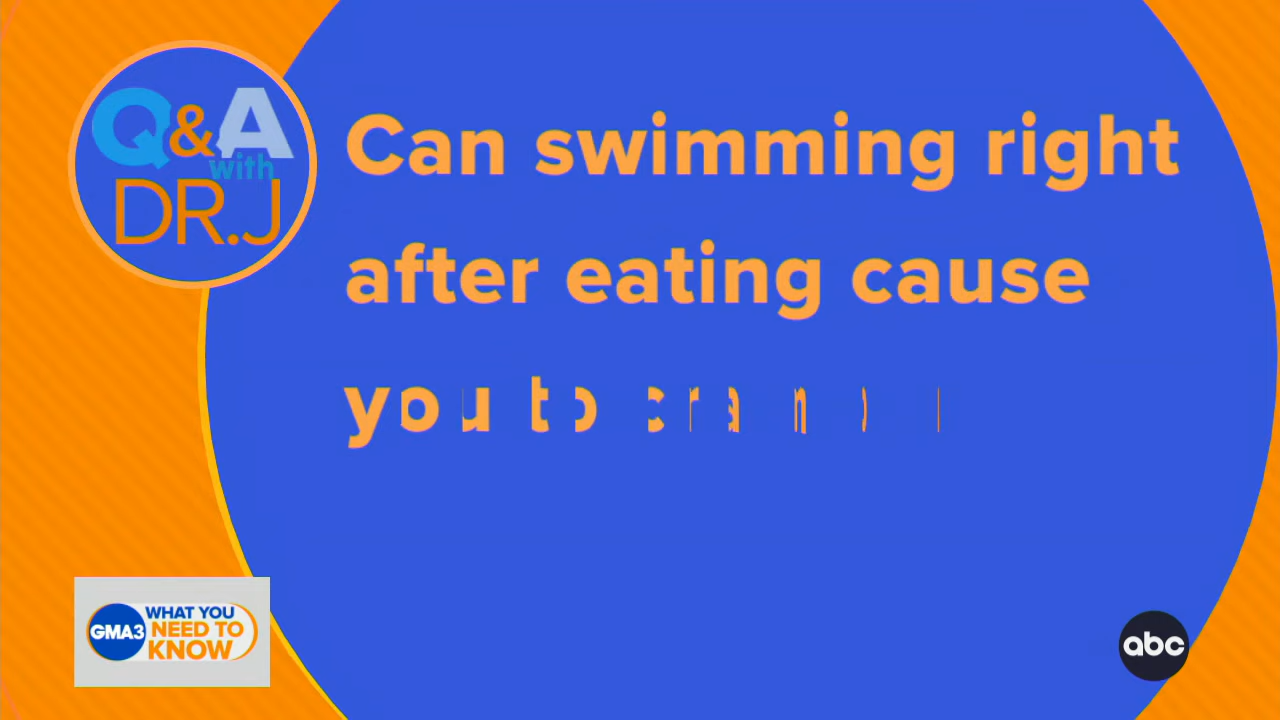 Q&A
with
DR.J
Can swimming right
after eating cause
you to
GMA3
WHAT YOU
NEED TO
KNOW
abc